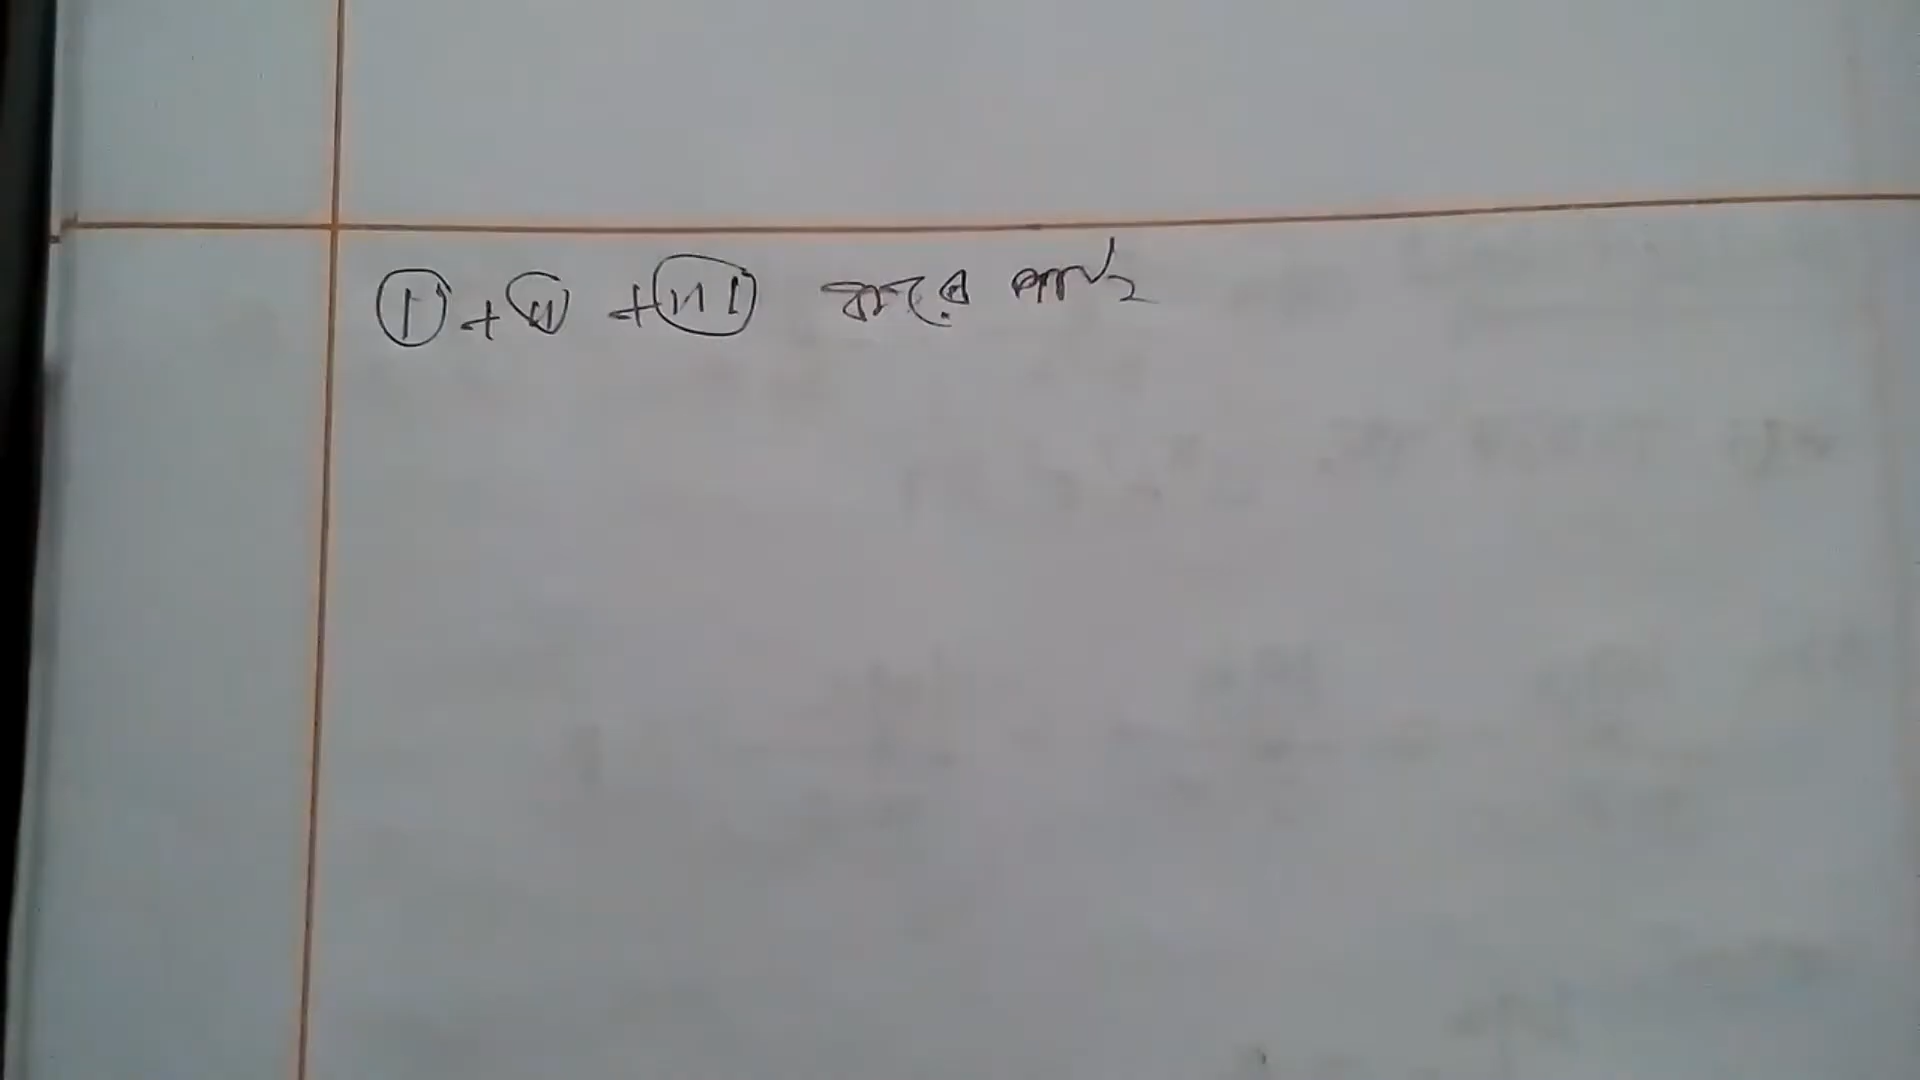 (i) + (ii) + (iii) করে পাই